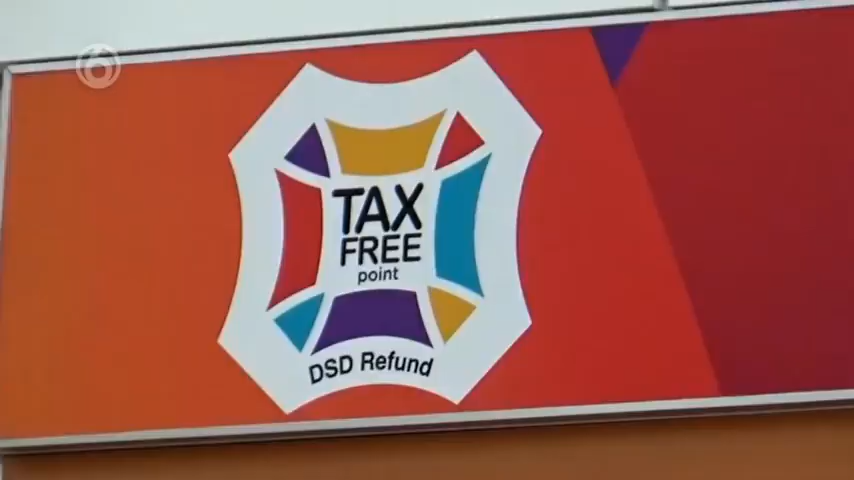 TAX
FREE
point
DSD Refund